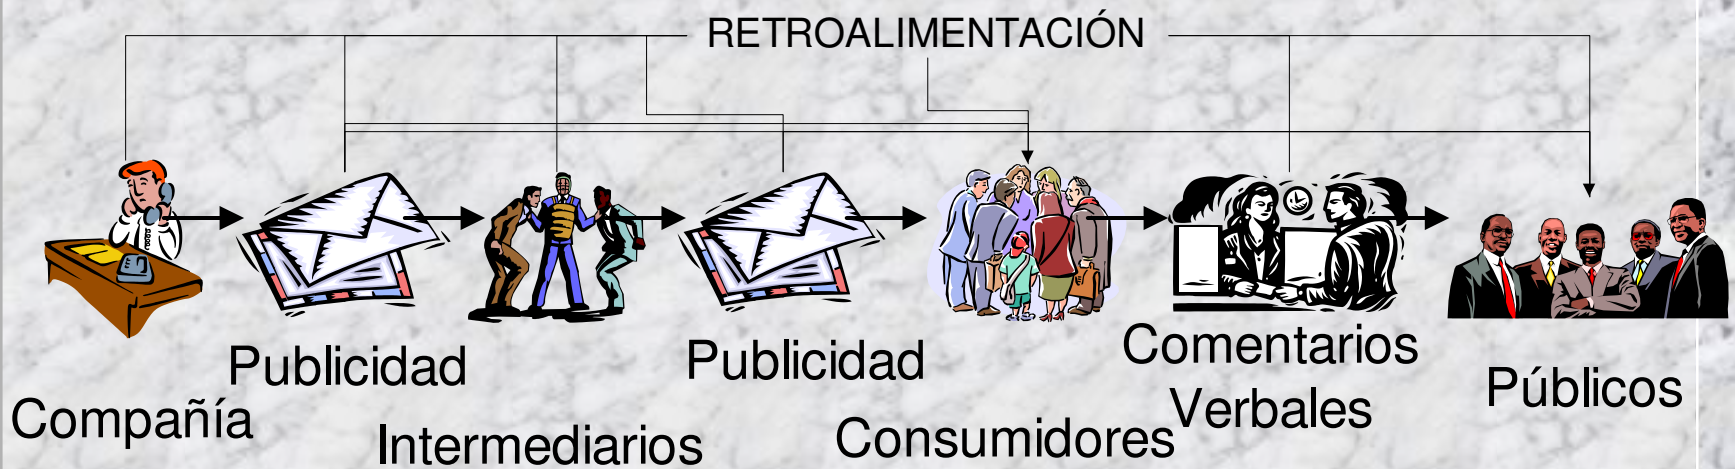 RETROALIMENTACIÓN
Compañía
Publicidad
Intermediarios
Publicidad
Consumidores
Comentarios
Verbales
Públicos